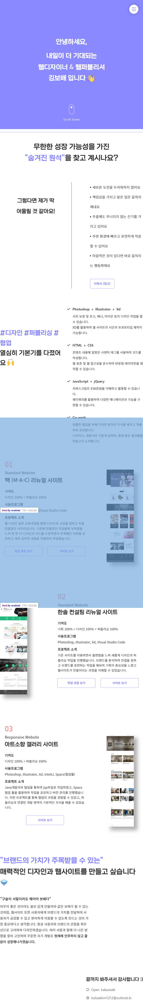 안녕하세요,
내일이 더 기대되는
웹디자이너 & 웹퍼블리셔
김보배 입니다 👋
Scroll Down
무한한 성장 가능성을 가진
"숨겨진 원석"을 찾고 계시나요?
그렇다면 제가 딱
어울릴 것 같아요!
▪ 새로운 도전을 두려워하지 않아요
▪ 책임감을 가지고 맡은 일은 끝까지
해내요
▪ 주춤해도 무너지지 않는 끈기를 가
지고 있어요
▪ 주변 환경에 빠르고 유연하게 적응
할 수 있어요
▪ 마음먹은 것이 있다면 바로 움직이
는 행동파에요
이력서 (링크)
#디자인 #퍼블리싱 #
협업
열심히 기본기를 다졌어
요 🙌
Photoshop + Illustrator + Xd
사진 보정 및 로고, 배너, 아이콘 등의 디자인 작업을 할
수 있습니다.
XD를 활용하여 웹 사이트의 시안과 프로토타입 제작이
가능합니다.
HTML + CSS
콘텐츠 내용에 알맞은 시맨틱 태그를 사용하여 코드를
작성합니다.
웹 표준 및 웹 접근성을 준수하여 반응형 레이아웃을 제
작할 수 있습니다.
JavaScript + jQuery
자바스크립트 ES6문법을 이해하고 활용할 수 있습니
다.
제이쿼리를 활용하여 다양한 애니메이션과 기능을 구
현할 수 있습니다.
Co-work
원활한 협업을 위해 다양한 분야의 지식을 배우고 적용
하며 공유합니다.
디자이너, 개발자와 가깝게 일하며, 함께 좋은 결과물을
만들고자 노력합니다.
01
Standard Website
맥 (M·A·C) 리뉴얼 사이트
기여도
디자인 100% + 퍼블리싱 100%
사용프로그램
html.fp-enabled 778 × 5322.88
Visual Studio Code
프로젝트 소개
웹 디자인 실무 교육과정을 통해 디자인과 코딩을 접하고 처음
만들었던 사이트입니다. 기존에 만들었던 작업물에 부족함을
느껴 한 번 더 디자인과 코드를 수정하면서 부족했던 부분을 보
완하고 새로 공부한 내용을 적용하여 작업했습니다.
작업 과정 보기
사이트 보기
02
html.fp-enabled 778 × 5322.88
Standard Website
한솔 컨설팅 리뉴얼 사이트
기여도
기획 100% + 디자인 100% + 퍼블리싱 100%
사용프로그램
Photoshop, Illustrator, Xd, Visual Studio Code
프로젝트 소개
기존 사이트를 이용하면서 불편함을 느껴 새롭게 디자인과 퍼
블리싱 작업을 진행했습니다. 브랜드를 분석하여 컨셉을 정하
고 브랜드를 표현하는 작업을 해보며 기획의 중요성을 느꼈고
웹사이트가 만들어지는 과정을 이해할 수 있었습니다.
작업 과정 보기
사이트 보기
03
Responsive Website
아트소향 갤러리 사이트
기여도
디자인 100% + 퍼블리싱 100%
사용프로그램
Photoshop, Illustrator, Xd, InteliJ, Space(협업툴)
프로젝트 소개
Java개발자와 협업을 통하여 jsp파일로 작업하였고, Space
협업 툴을 활용하여 작업을 공유하고 버전 관리를 진행했습니
다. 이번 프로젝트를 통해 협업의 과정을 경험할 수 있었고, 퍼
블리싱과 연결된 개발 영역의 기본적인 지식을 배울 수 있었습
니다.
사이트 보기
"브랜드의 가치가 주목받을 수 있는"
매력적인 디자인과 웹사이트를 만들고 싶습니다
💎
"구슬이 서말이라도 꿰어야 보배다"
아무리 좋은 것이라도 쓸모 있게 만들어야 값진 보배가 될 수 있는
것처럼, 웹사이트 또한 사용자에게 브랜드의 가치를 전달하여 사
용자가 공감할 수 있고 편리하게 이용할 수 있도록 만드는 것이 가
장 중요하다고 생각합니다. 항상 사용자와 브랜드의 관점을 최우
선으로 고려하여 디자인하겠습니다. 여러 사람과 함께 더 나은 방
향을 찾아 고민하며 꾸준한 자기 계발로 현재에 안주하지 않고 끝
없이 성장해나가겠습니다.
끝까지 봐주셔서 감사합니다 :)
Open kakaotalk
bobaekim1212@outlook.kr